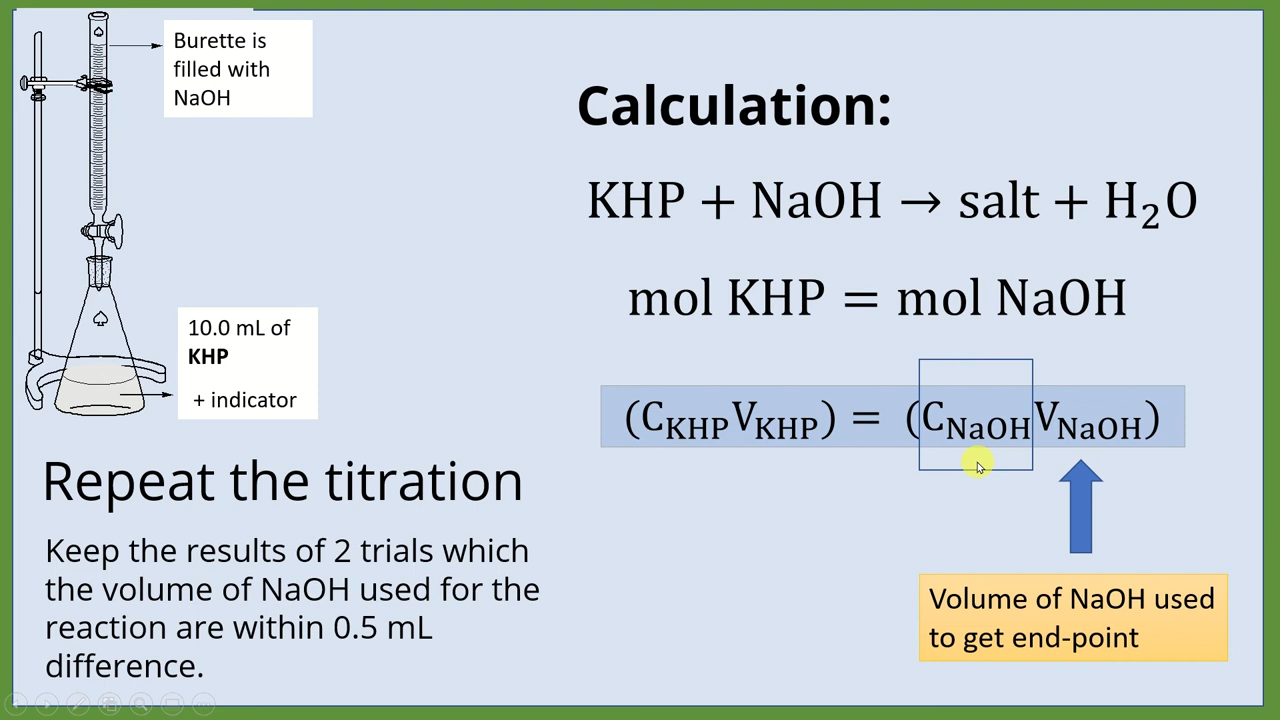 Burette is
filled with
NaOH
10.0 mL of
KHP
+ indicator
Repeat the titration
Keep the results of 2 trials which
the volume of NaOH used for the
reaction are within 0.5 mL
difference.
Calculation:
KHP + NaOH → salt + H₂O
mol KHP = mol NaOH
(C_KHP V_KHP) = (C_NaOH V_NaOH)
Volume of NaOH used
to get end-point